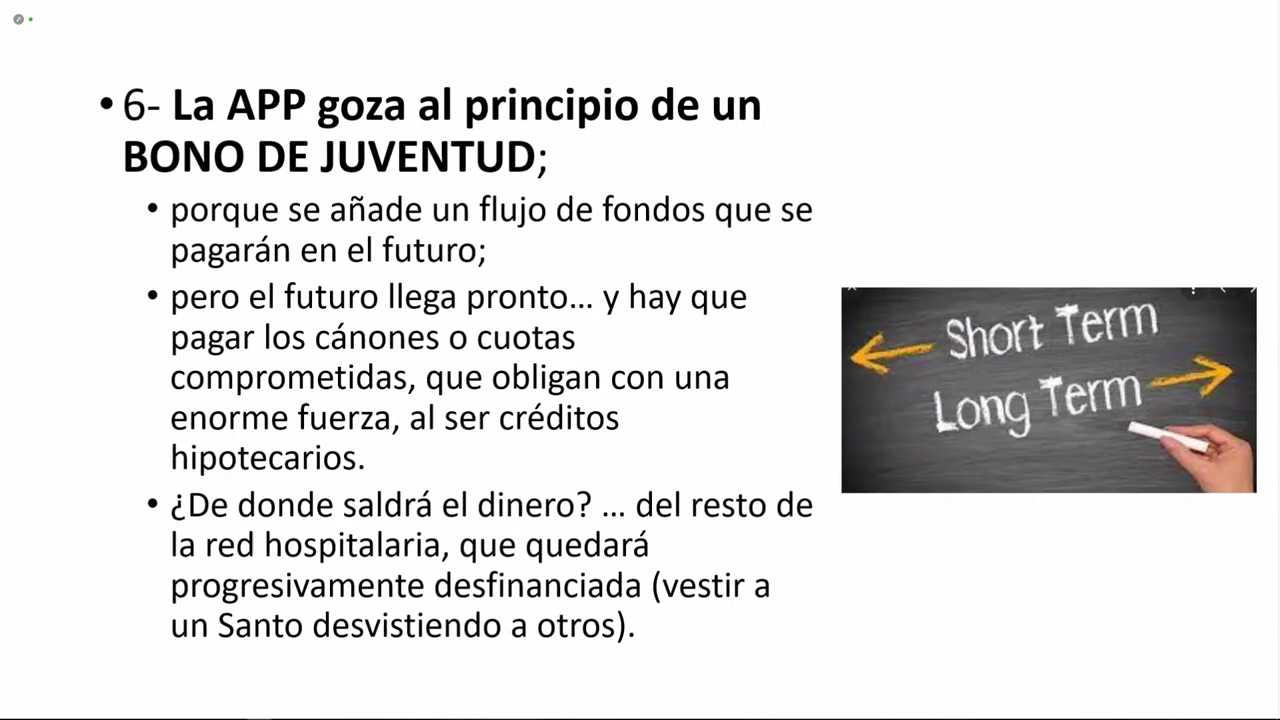 • 6- La APP goza al principio de un
BONO DE JUVENTUD;
• porque se añade un flujo de fondos que se
pagarán en el futuro;
• pero el futuro llega pronto... y hay que
pagar los cánones o cuotas
comprometidas, que obligan con una
enorme fuerza, al ser créditos
hipotecarios.
• ¿De donde saldrá el dinero? ... del resto de
la red hospitalaria, que quedará
progresivamente desfinanciada (vestir a
un Santo desvistiendo a otros).
Short Term
Long Term